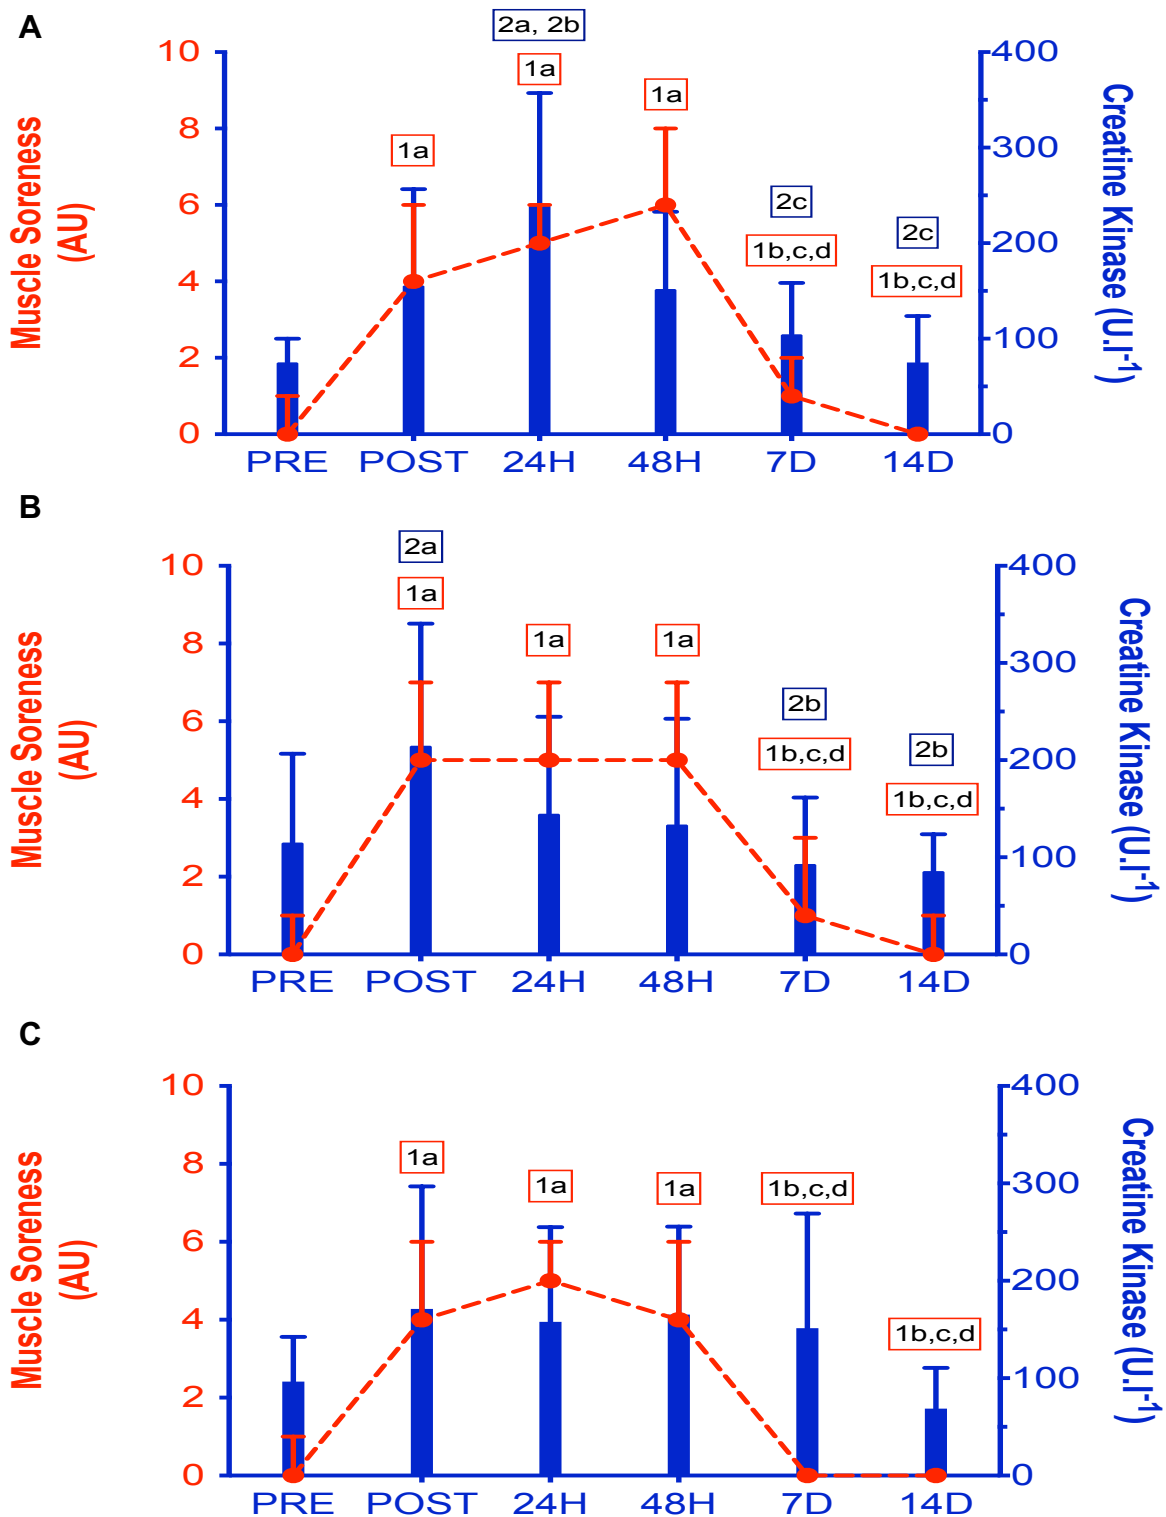 A
2a, 2b
10
1a
400
1a
8
1a
300
6
2c
2c
200
1b,c,d
1b,c,d
4
100
2
0
0
PRE POST 24H 48H 7D 14D
Muscle Soreness
(AU)
Creatine Kinase (U.l-1)
B
2a
10
400
1a
8
1a
1a
300
2b
6
1b,c,d
2b
200
1b,c,d
4
100
2
0
0
PRE POST 24H 48H 7D 14D
Muscle Soreness
(AU)
Creatine Kinase (U.l-1)
C
10
400
8
1a
1a
1a
1b,c,d
300
6
200
4
1b,c,d
100
2
0
0
PRE POST 24H 48H 7D 14D
Muscle Soreness
(AU)
Creatine Kinase (U.l-1)